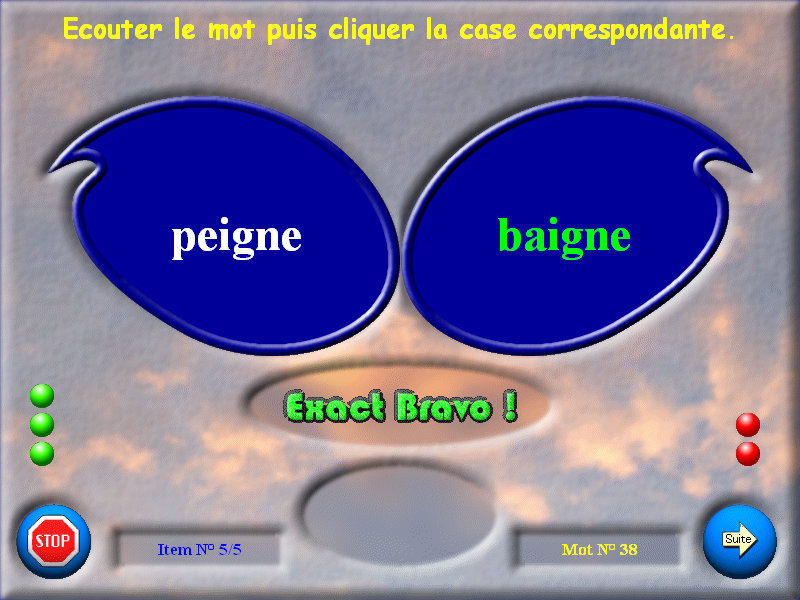 Ecouter le mot puis cliquer la case correspondante.
peigne
baigne
Exact Bravo !
STOP
Item N° 5/5
Mot N° 38
Suite